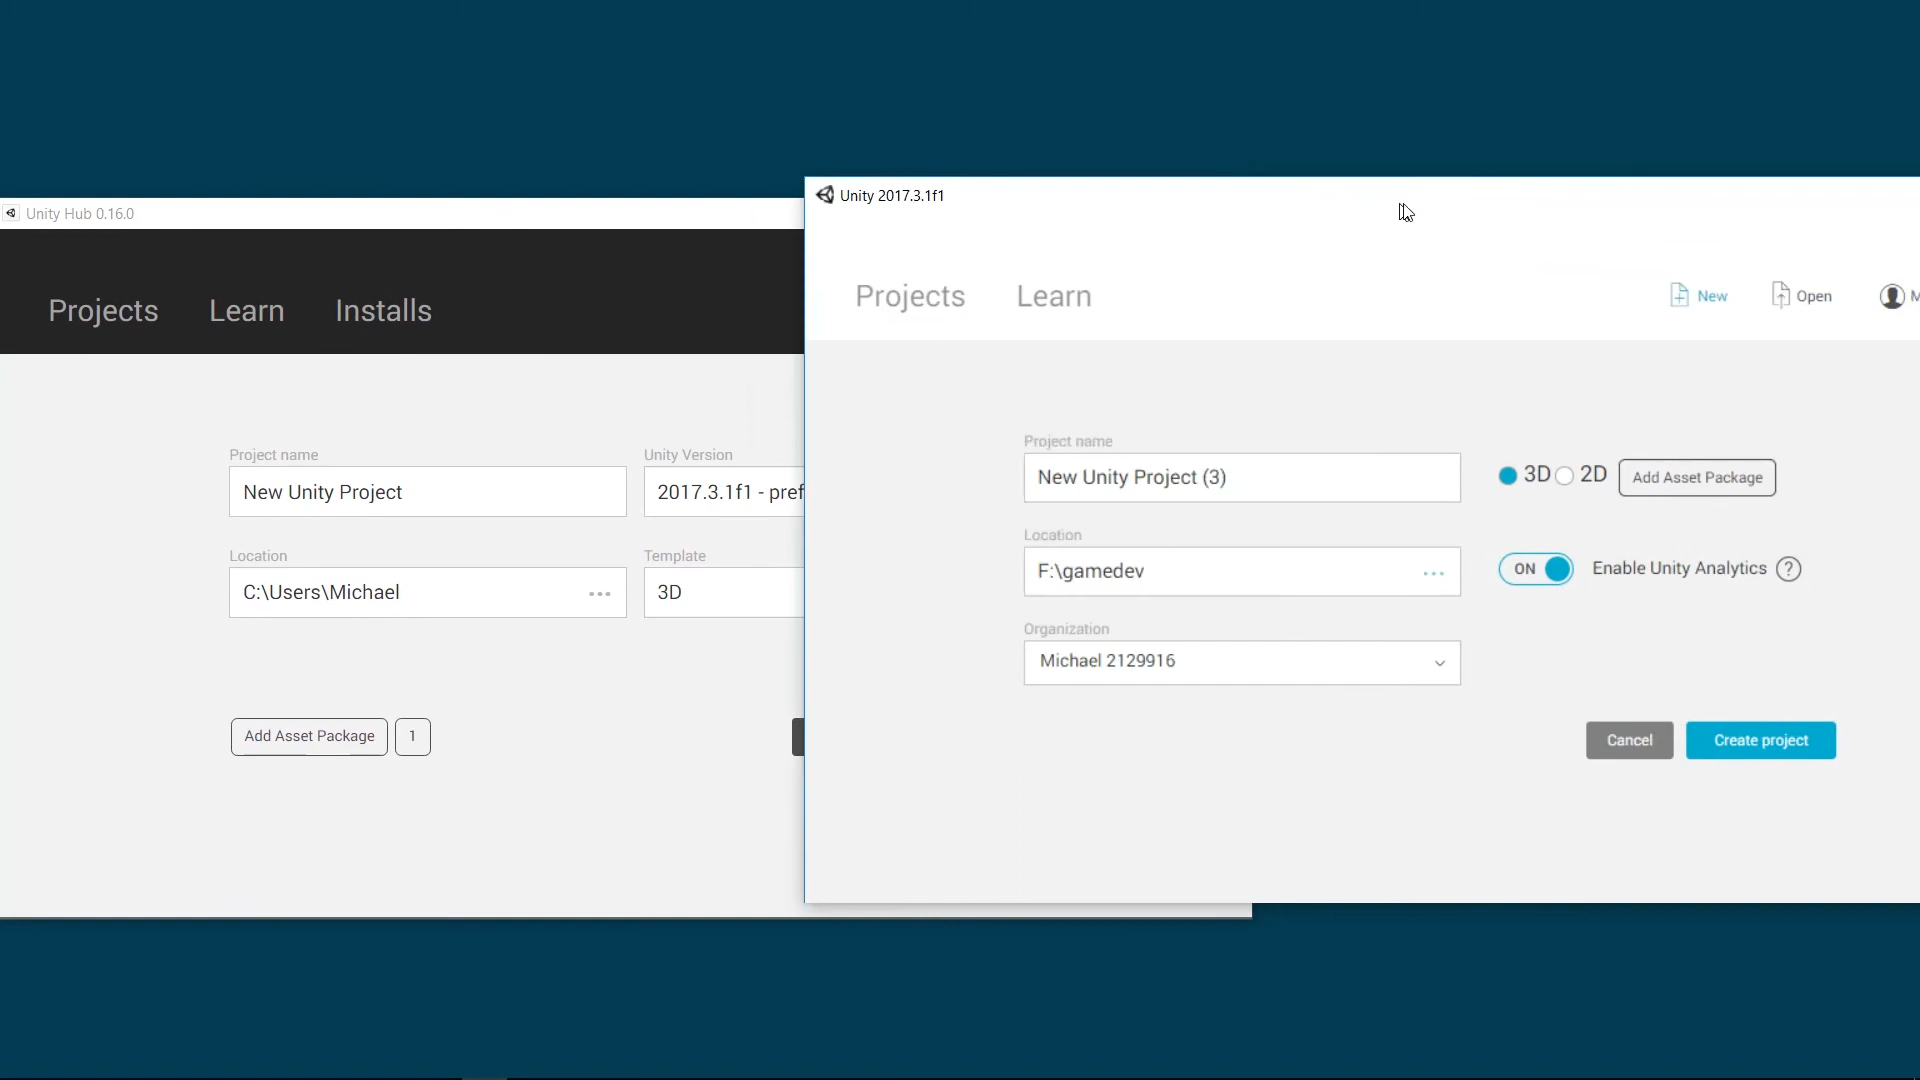 Unity Hub 0.16.0
Projects Learn Installs
Project name
New Unity Project
Unity Version
2017.3.1f1 - pref
Location
C:\Users\Michael
Template
3D
Add Asset Package 1
Unity 2017.3.1f1
Projects Learn
New Open M
Project name
New Unity Project (3)
3D 2D Add Asset Package
Location
F:\gamedev
ON Enable Unity Analytics ?
Organization
Michael 2129916
Cancel Create project